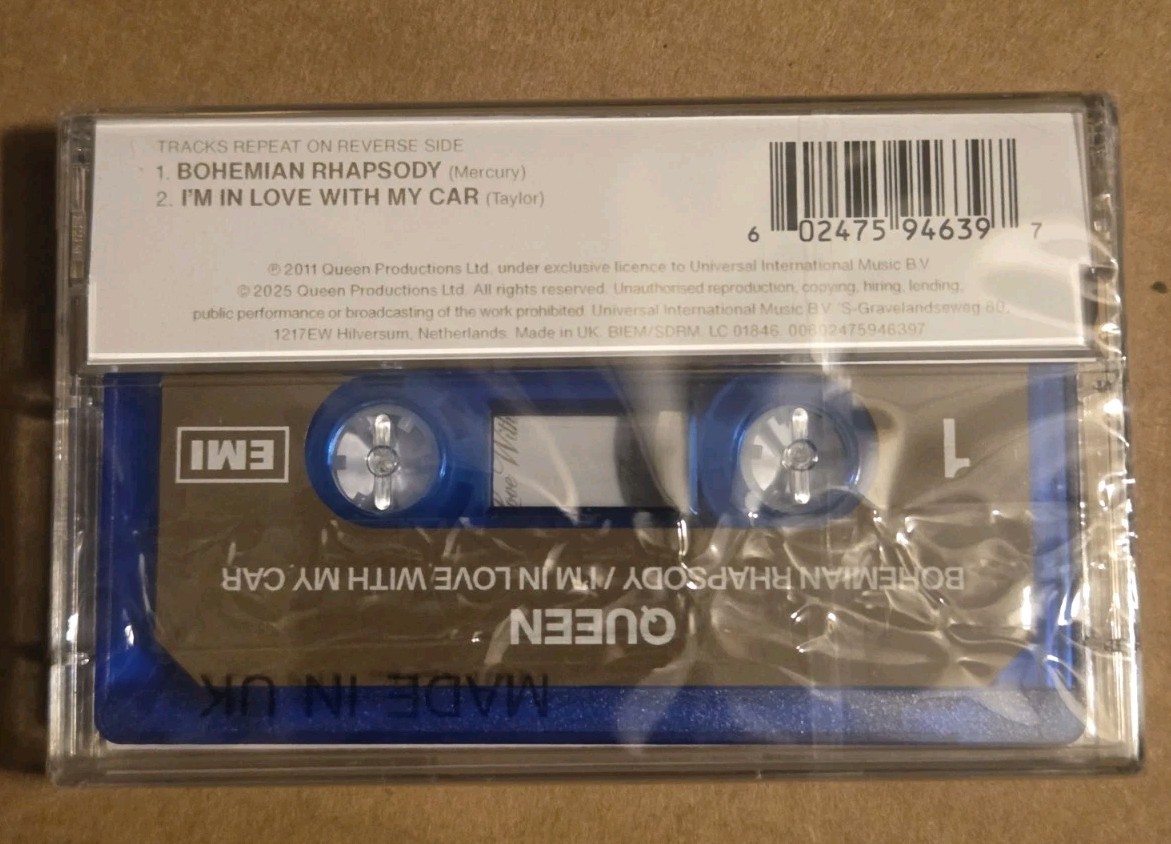 TRACKS REPEAT ON REVERSE SIDE
1. BOHEMIAN RHAPSODY (Mercury)
2. I'M IN LOVE WITH MY CAR (Taylor)
6 02475 94639 7
℗ 2011 Queen Productions Ltd. under exclusive licence to Universal International Music B.V.
© 2025 Queen Productions Ltd. All rights reserved. Unauthorised reproduction, copying, hiring, lending,
public performance or broadcasting of the work prohibited. Universal International Music B.V. 'S-Gravelandseweg 80,
1217EW Hilversum, Netherlands. Made in UK. BIEM/SDRM. LC 01846. 00602475946397
EMI
1
Love With
BOHEMIAN RHAPSODY / I'M IN LOVE WITH MY CAR
QUEEN
MADE IN UK